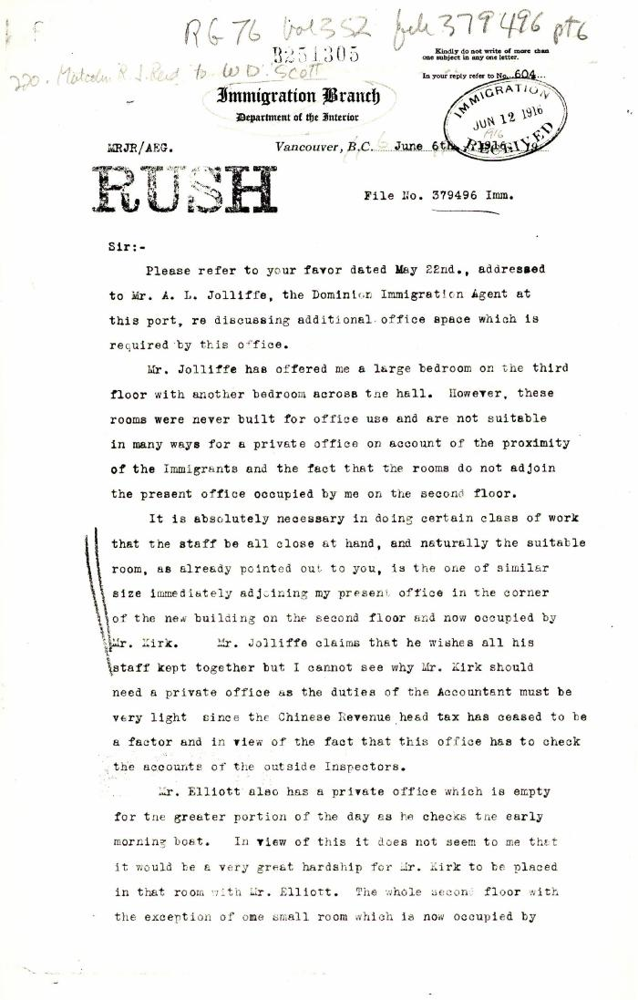 RG 76 Vol 352 file 379496 pt 6
B251305
Kindly do not write of more than
one subject in any one letter.
In your reply refer to No. 604
220. Malcolm R. J. Reid to W D. Scott
Immigration Branch
Department of the Interior
IMMIGRATION
JUN 12 1916
1916
RECEIVED
MRJR/AEG.
Vancouver, B.C. June 6th, 1916.
RUSH
File No. 379496 Imm.
Sir:-
Please refer to your favor dated May 22nd., addressed
to Mr. A. L. Jolliffe, the Dominion Immigration Agent at
this port, re discussing additional office space which is
required by this office.
Mr. Jolliffe has offered me a large bedroom on the third
floor with another bedroom across the hall. However, these
rooms were never built for office use and are not suitable
in many ways for a private office on account of the proximity
of the Immigrants and the fact that the rooms do not adjoin
the present office occupied by me on the second floor.
It is absolutely necessary in doing certain class of work
that the staff be all close at hand, and naturally the suitable
room, as already pointed out to you, is the one of similar
size immediately adjoining my present office in the corner
of the new building on the second floor and now occupied by
Mr. Kirk. Mr. Jolliffe claims that he wishes all his
staff kept together but I cannot see why Mr. Kirk should
need a private office as the duties of the Accountant must be
very light since the Chinese Revenue head tax has ceased to be
a factor and in view of the fact that this office has to check
the accounts of the outside Inspectors.
Mr. Elliott also has a private office which is empty
for the greater portion of the day as he checks the early
morning boat. In view of this it does not seem to me that
it would be a very great hardship for Mr. Kirk to be placed
in that room with Mr. Elliott. The whole second floor with
the exception of one small room which is now occupied by